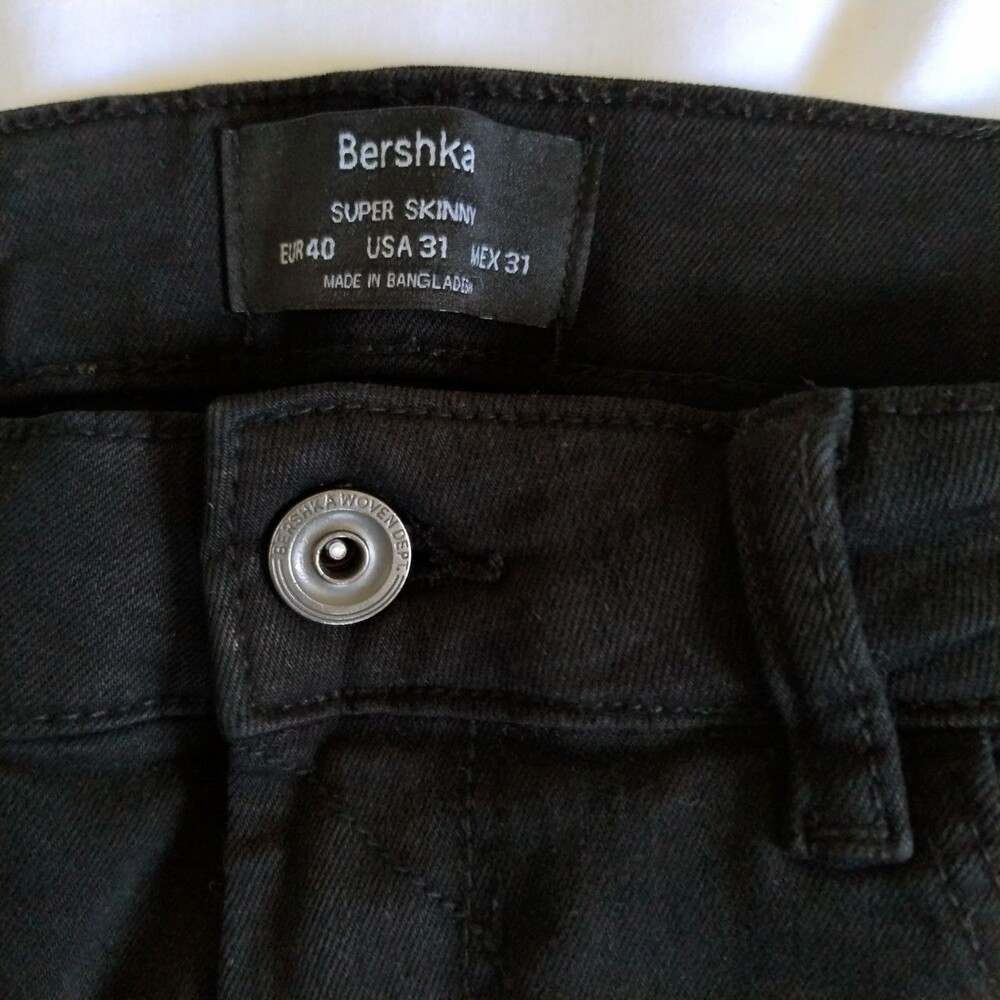 Bershka
SUPER SKINNY
EUR 40 USA 31 MEX 31
MADE IN BANGLADESH
BERSHKA WOVEN DEPT.